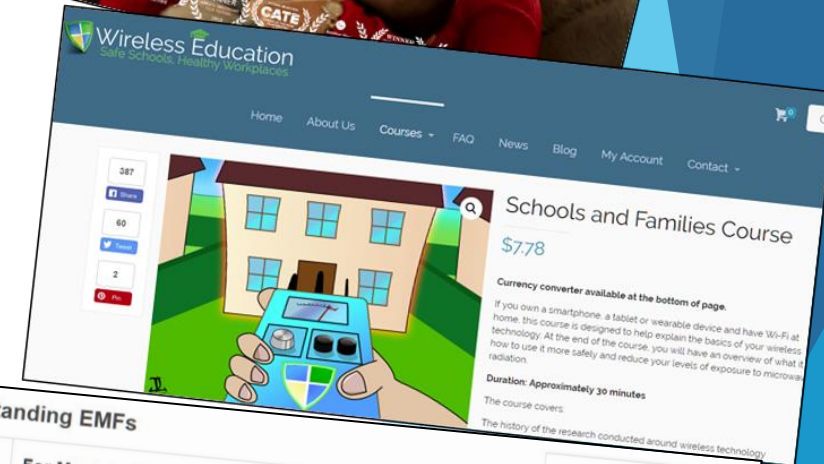 CATE
WINNER
Wireless Education
Safe Schools, Healthy Workplaces
0
Home About Us Courses FAQ News Blog My Account Contact
387
Share
60
Tweet
2
Pin
Schools and Families Course
$7.78
Currency converter available at the bottom of page.
If you own a smartphone, a tablet or wearable device and have Wi-Fi at
home, this course is designed to help explain the basics of your wireless
technology. At the end of the course, you will have an overview of what it
how to use it more safely and reduce your levels of exposure to
radiation.
Duration: Approximately 30 minutes
The course covers:
The history of the research conducted around wireless technology
EMFs